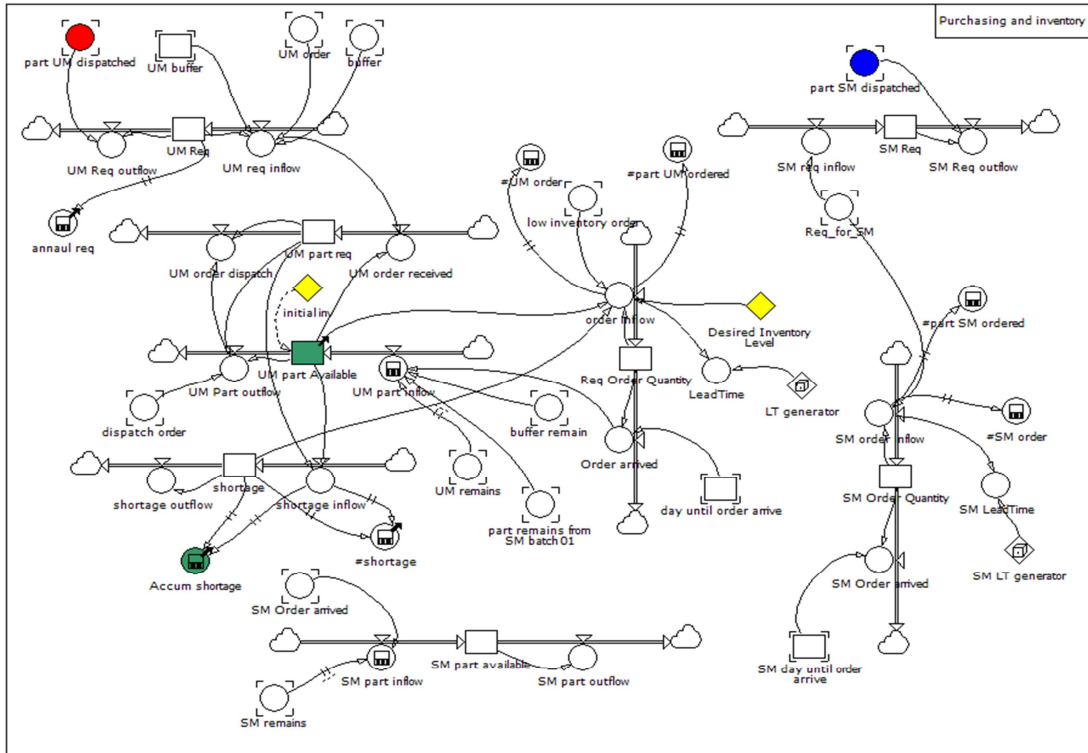 Purchasing and inventory
part UM dispatched
UM buffer
UM order
buffer
part SM dispatched
UM Req outflow
UM Req
UM req inflow
SM req inflow
SM Req
SM Req outflow
#UM order
#part UM ordered
annaul req
low inventory order
Req_for_SM
UM order dispatch
UM part req
UM order received
initial inv
order inflow
Desired Inventory
Level
#part SM ordered
UM Part outflow
UM part Available
UM part inflow
Req Order Quantity
LeadTime
LT generator
dispatch order
buffer remain
SM order inflow
#SM order
Order arrived
shortage outflow
shortage
shortage inflow
UM remains
part remains from
SM batch 01
day until order arrive
SM Order Quantity
SM LeadTime
Accum shortage
#shortage
SM Order arrived
SM LT generator
SM Order arrived
SM part inflow
SM part available
SM part outflow
SM day until order
arrive
SM remains